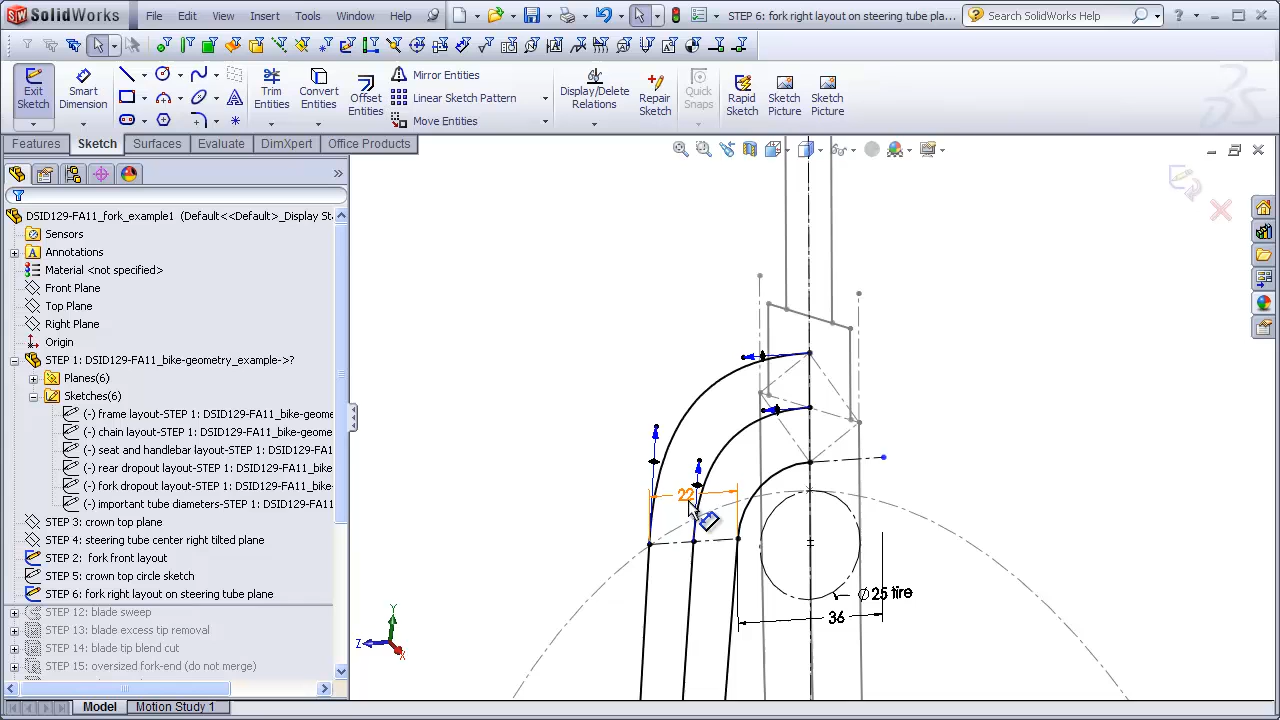 SolidWorks File Edit View Insert Tools Window Help STEP 6: fork right layout on steering tube pla... Search SolidWorks Help
Exit Sketch
Smart Dimension
Trim Entities
Convert Entities
Offset Entities
Mirror Entities
Linear Sketch Pattern
Move Entities
Display/Delete Relations
Repair Sketch
Quick Snaps
Rapid Sketch
Sketch Picture
Sketch Picture
Features Sketch Surfaces Evaluate DimXpert Office Products
DSID129-FA11_fork_example1 (Default<<Default>_Display St
Sensors
Annotations
Material <not specified>
Front Plane
Top Plane
Right Plane
Origin
STEP 1: DSID129-FA11_bike-geometry_example->?
Planes(6)
Sketches(6)
(-) frame layout-STEP 1: DSID129-FA11_bike-geome
(-) chain layout-STEP 1: DSID129-FA11_bike-geome
(-) seat and handlebar layout-STEP 1: DSID129-FA11
(-) rear dropout layout-STEP 1: DSID129-FA11_bike
(-) fork dropout layout-STEP 1: DSID129-FA11_bike
(-) important tube diameters-STEP 1: DSID129-FA11
STEP 3: crown top plane
STEP 4: steering tube center right tilted plane
STEP 2: fork front layout
STEP 5: crown top circle sketch
STEP 6: fork right layout on steering tube plane
STEP 12: blade sweep
STEP 13: blade excess tip removal
STEP 14: blade tip blend cut
STEP 15: oversized fork-end (do not merge)
22
Ø25 tire
36
Y
Z
X
Model Motion Study 1